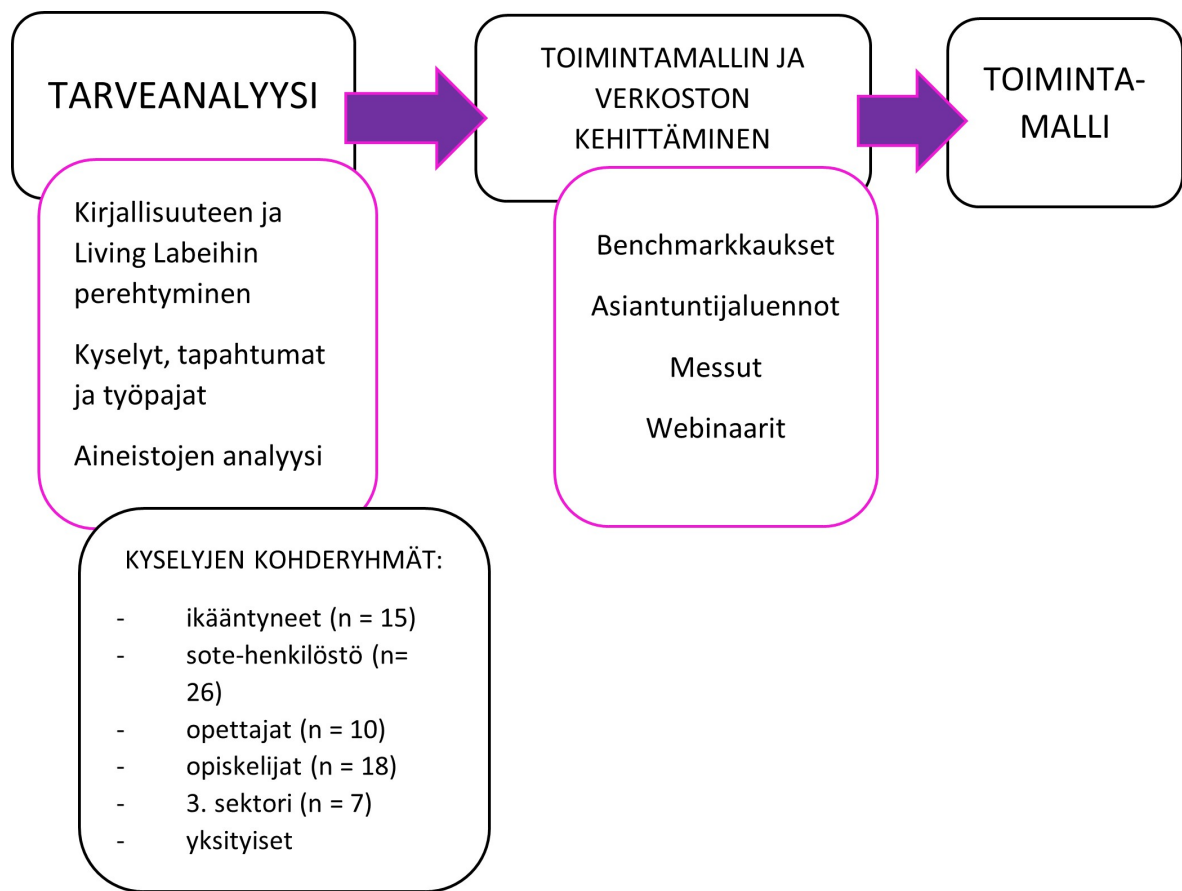 TARVEANALYYSI
Kirjallisuuteen ja
Living Labeihin
perehtyminen
Kyselyt, tapahtumat
ja työpajat
Aineistojen analyysi
KYSELYJEN KOHDERYHMÄT:
- ikääntyneet (n = 15)
- sote-henkilöstö (n=
26)
- opettajat (n = 10)
- opiskelijat (n = 18)
- 3. sektori (n = 7)
- yksityiset
TOIMINTAMALLIN JA
VERKOSTON
KEHITTÄMINEN
Benchmarkkaukset
Asiantuntijaluennot
Messut
Webinaarit
TOIMINTA-
MALLI